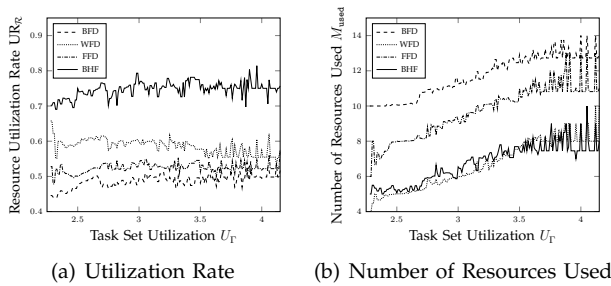 BFD
WFD
FFD
BHF
0.9
0.8
0.7
0.6
0.5
0.4
2.5
3
3.5
4
Resource Utilization Rate UR_R
Task Set Utilization U_Γ
(a) Utilization Rate
BFD
WFD
FFD
BHF
14
12
10
8
6
4
2.5
3
3.5
4
Number of Resources Used M_used
Task Set Utilization U_Γ
(b) Number of Resources Used